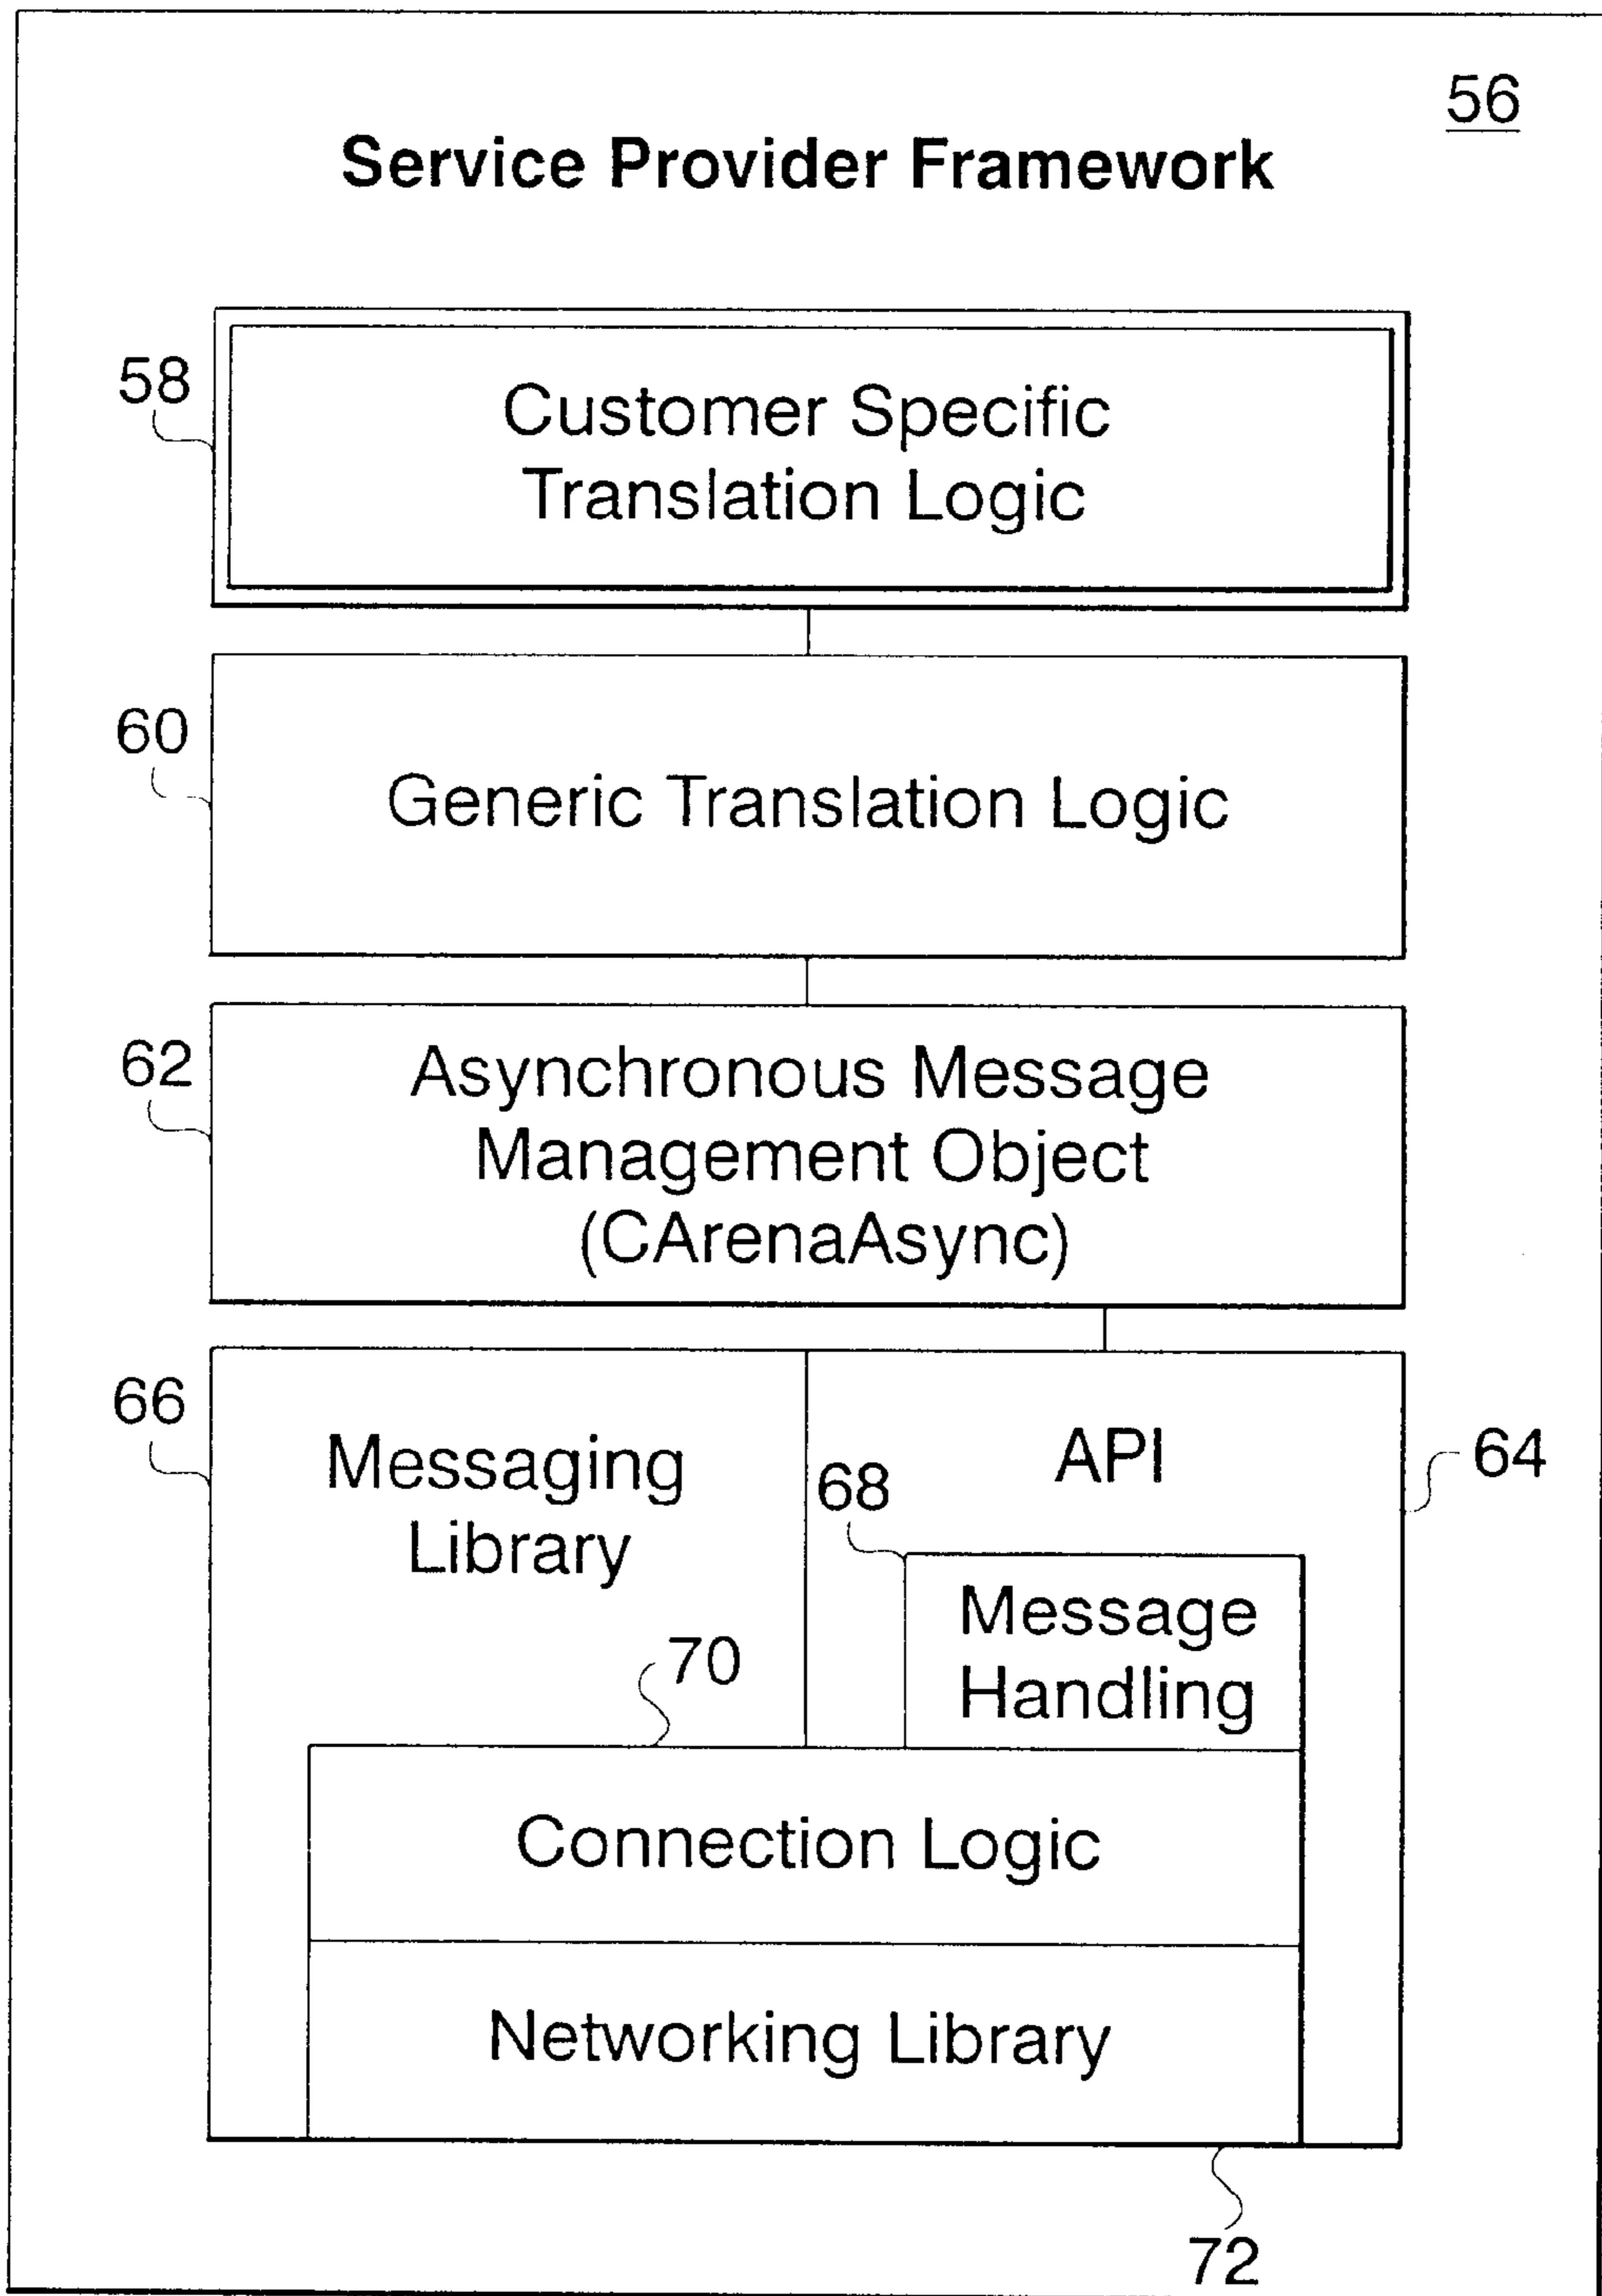 56
Service Provider Framework
58
Customer Specific
Translation Logic
60
Generic Translation Logic
62
Asynchronous Message
Management Object
(CArenaAsync)
66
Messaging
Library
API
64
68
Message
Handling
70
Connection Logic
Networking Library
72